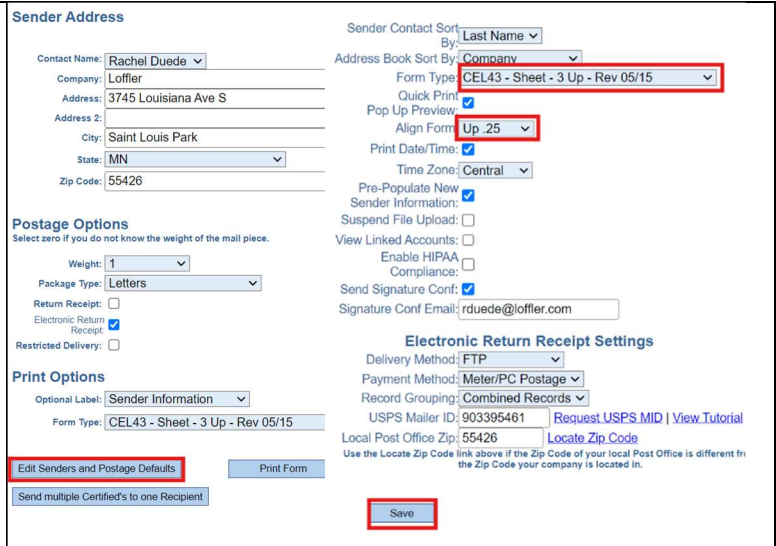 Sender Address
Contact Name: Rachel Duede
Company: Loffler
Address: 3745 Louisiana Ave S
Address 2:
City: Saint Louis Park
State: MN
Zip Code: 55426
Postage Options
Select zero if you do not know the weight of the mail piece.
Weight: 1
Package Type: Letters
Return Receipt:
Electronic Return
Receipt:
Restricted Delivery:
Print Options
Optional Label: Sender Information
Form Type: CEL43 - Sheet - 3 Up - Rev 05/15
Edit Senders and Postage Defaults
Print Form
Send multiple Certified's to one Recipient
Sender Contact Sort
By: Last Name
Address Book Sort By: Company
Form Type: CEL43 - Sheet - 3 Up - Rev 05/15
Quick Print
Pop Up Preview:
Align Form Up .25
Print Date/Time:
Time Zone: Central
Pre-Populate New
Sender Information:
Suspend File Upload:
View Linked Accounts:
Enable HIPAA
Compliance:
Send Signature Conf:
Signature Conf Email: rduede@loffler.com
Electronic Return Receipt Settings
Delivery Method: FTP
Payment Method: Meter/PC Postage
Record Grouping: Combined Records
USPS Mailer ID: 903395461 Request USPS MID | View Tutorial
Local Post Office Zip: 55426 Locate Zip Code
Use the Locate Zip Code link above if the Zip Code of your local Post Office is different fr
the Zip Code your company is located in.
Save